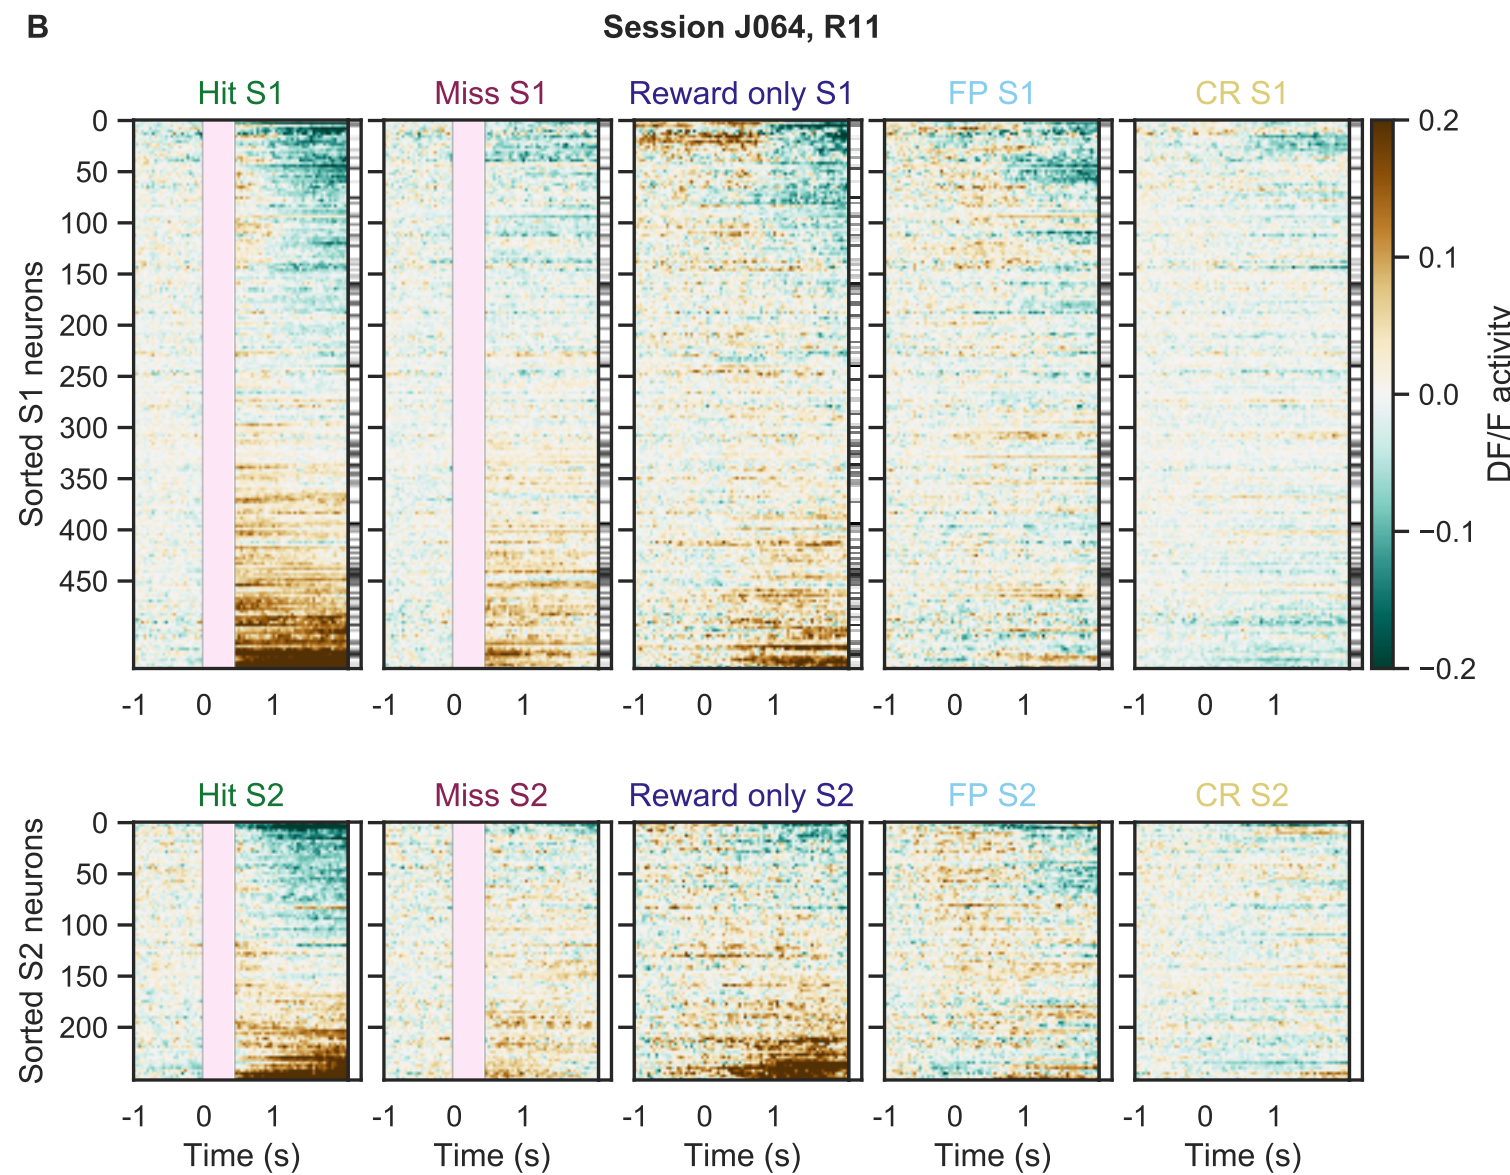 B
Session J064, R11
Hit S1
Miss S1
Reward only S1
FP S1
CR S1
Sorted S1 neurons
0
50
100
150
200
250
300
350
400
450
-1 0 1
-1 0 1
-1 0 1
-1 0 1
-1 0 1
0.2
0.1
0.0
−0.1
−0.2
DF/F activity
Hit S2
Miss S2
Reward only S2
FP S2
CR S2
Sorted S2 neurons
0
50
100
150
200
-1 0 1
-1 0 1
-1 0 1
-1 0 1
-1 0 1
Time (s)
Time (s)
Time (s)
Time (s)
Time (s)